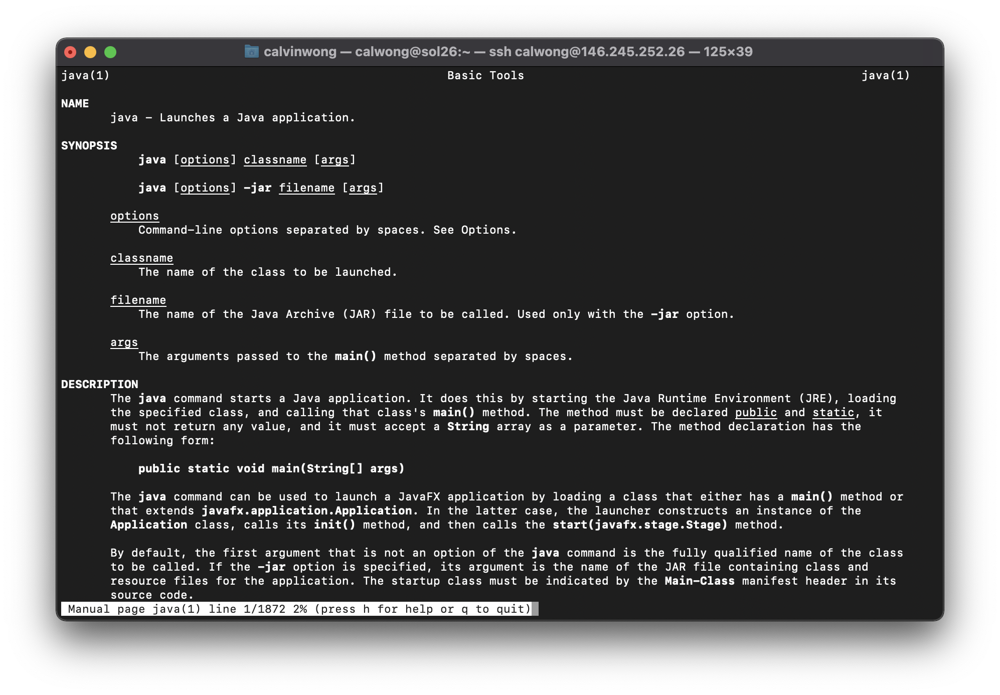 calvinwong — calwong@sol26:~ — ssh calwong@146.245.252.26 — 125×39
java(1) Basic Tools java(1)
NAME
java - Launches a Java application.
SYNOPSIS
java [options] classname [args]
java [options] -jar filename [args]
options
Command-line options separated by spaces. See Options.
classname
The name of the class to be launched.
filename
The name of the Java Archive (JAR) file to be called. Used only with the -jar option.
args
The arguments passed to the main() method separated by spaces.
DESCRIPTION
The java command starts a Java application. It does this by starting the Java Runtime Environment (JRE), loading
the specified class, and calling that class's main() method. The method must be declared public and static, it
must not return any value, and it must accept a String array as a parameter. The method declaration has the
following form:
public static void main(String[] args)
The java command can be used to launch a JavaFX application by loading a class that either has a main() method or
that extends javafx.application.Application. In the latter case, the launcher constructs an instance of the
Application class, calls its init() method, and then calls the start(javafx.stage.Stage) method.
By default, the first argument that is not an option of the java command is the fully qualified name of the class
to be called. If the -jar option is specified, its argument is the name of the JAR file containing class and
resource files for the application. The startup class must be indicated by the Main-Class manifest header in its
source code.
Manual page java(1) line 1/1872 2% (press h for help or q to quit)